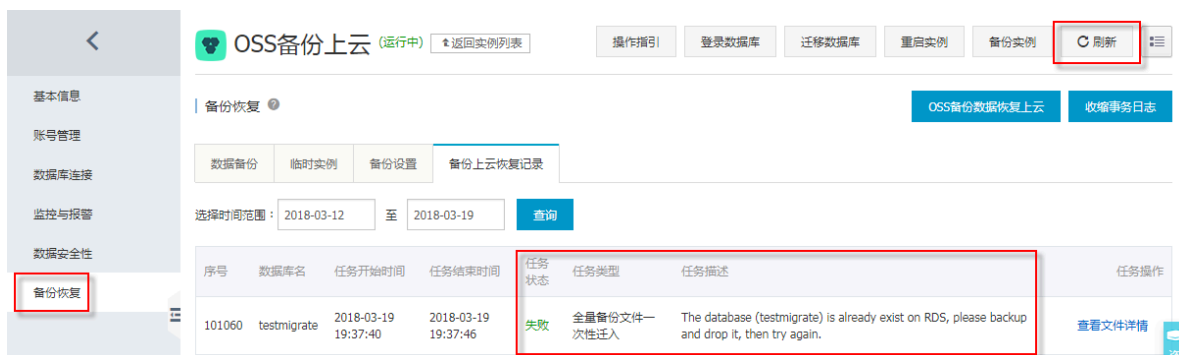 OSS备份上云 (运行中) 返回实例列表 操作指引 登录数据库 迁移数据库 重启实例 备份实例 刷新
基本信息
账号管理
数据库连接
监控与报警
数据安全性
备份恢复
备份恢复 OSS备份数据恢复上云 收缩事务日志
数据备份 临时实例 备份设置 备份上云恢复记录
选择时间范围： 2018-03-12 至 2018-03-19 查询
序号 数据库名 任务开始时间 任务结束时间 任务状态 任务类型 任务描述 任务操作
101060 testmigrate 2018-03-19 19:37:40 2018-03-19 19:37:46 失败 全量备份文件一次性迁入 The database (testmigrate) is already exist on RDS, please backup and drop it, then try again. 查看文件详情